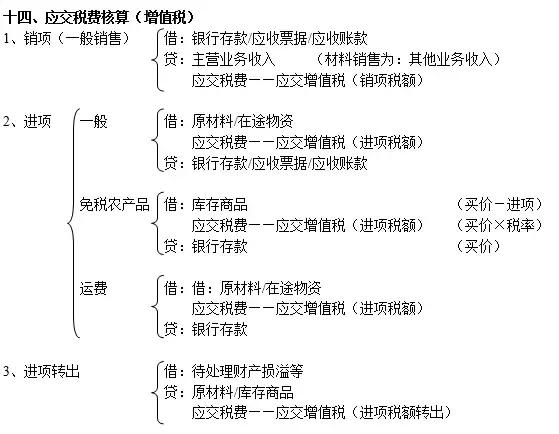 十四、应交税费核算（增值税）
1、销项（一般销售） 借：银行存款/应收票据/应收账款
贷：主营业务收入 （材料销售为：其他业务收入）
应交税费——应交增值税（销项税额）
2、进项 一般 借：原材料/在途物资
应交税费——应交增值税（进项税额）
贷：银行存款/应收票据/应收账款
免税农产品 借：库存商品 （买价－进项）
应交税费——应交增值税（进项税额） （买价×税率）
贷：银行存款 （买价）
运费 借：借：原材料/在途物资
应交税费——应交增值税（进项税额）
贷：银行存款
3、进项转出 借：待处理财产损溢等
贷：原材料/库存商品
应交税费——应交增值税（进项税额转出）